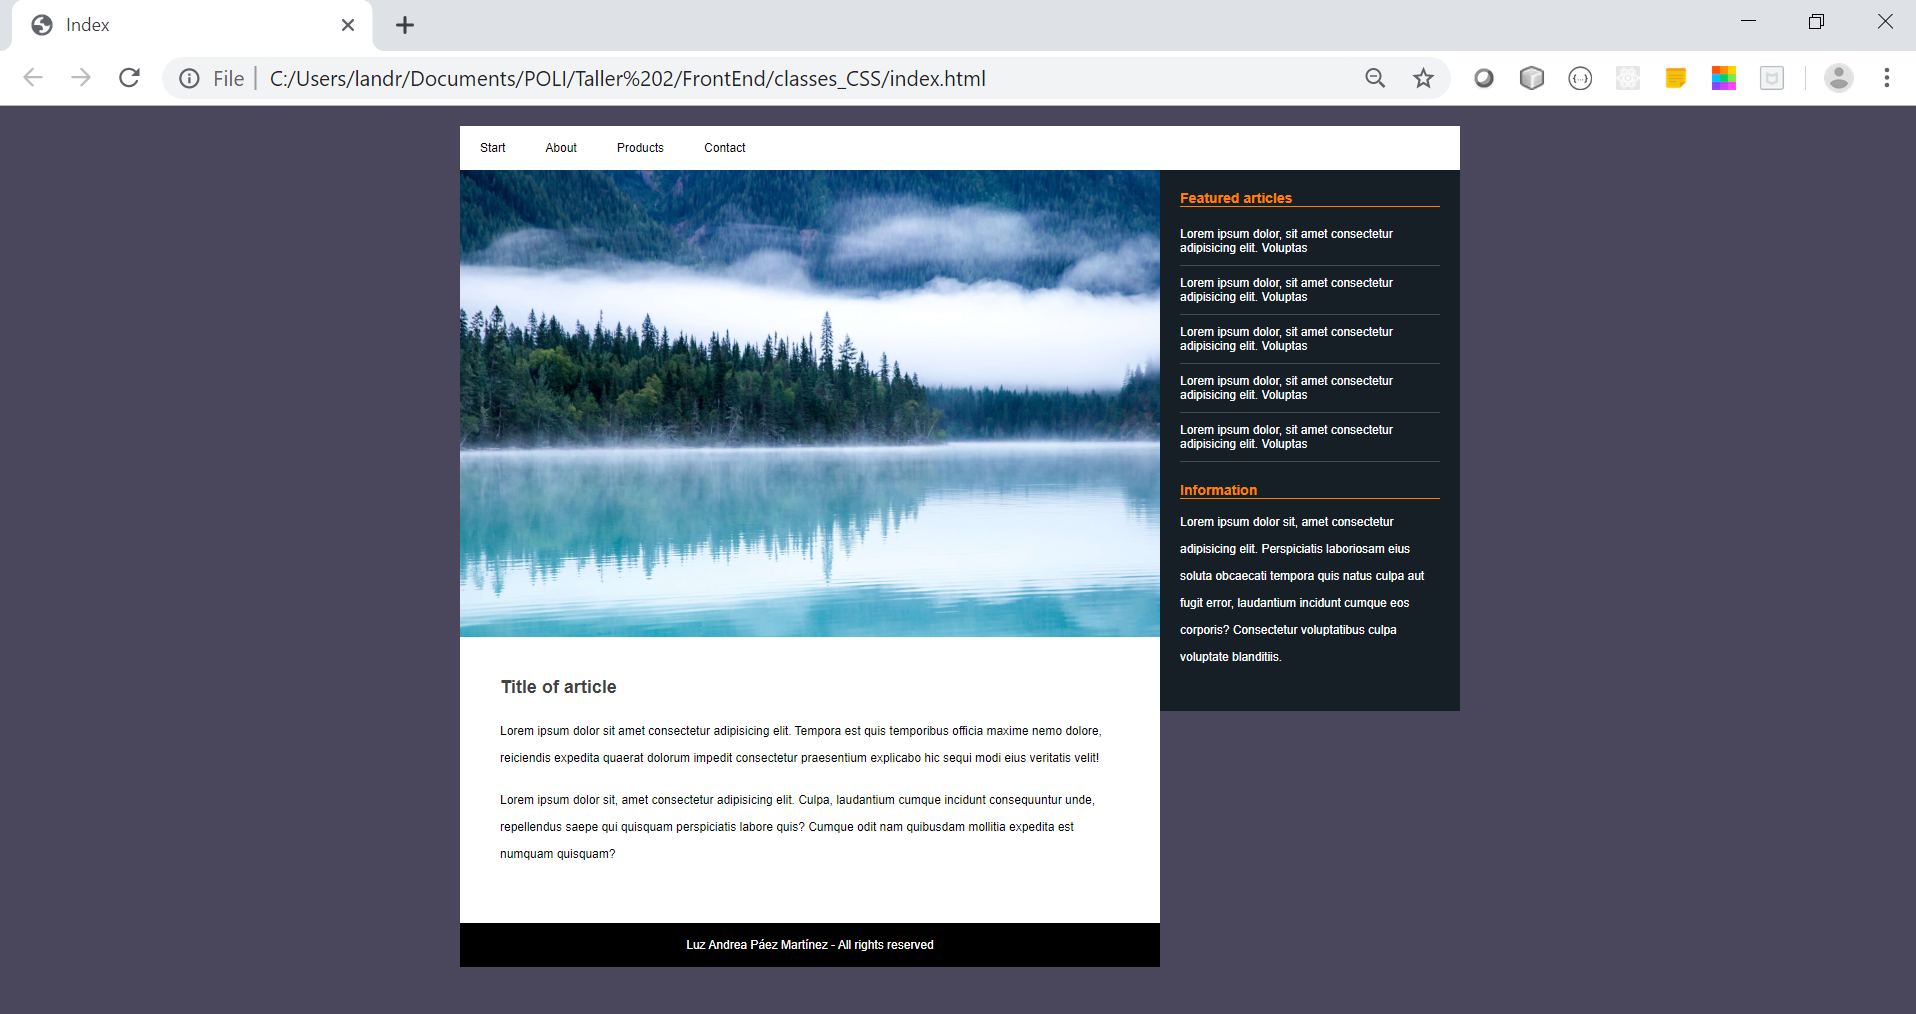 Index
File
C:/Users/landr/Documents/POLI/Taller%202/FrontEnd/classes_CSS/index.html
Start About Products Contact
Featured articles
Lorem ipsum dolor, sit amet consectetur
adipisicing elit. Voluptas
Lorem ipsum dolor, sit amet consectetur
adipisicing elit. Voluptas
Lorem ipsum dolor, sit amet consectetur
adipisicing elit. Voluptas
Lorem ipsum dolor, sit amet consectetur
adipisicing elit. Voluptas
Lorem ipsum dolor, sit amet consectetur
adipisicing elit. Voluptas
Information
Lorem ipsum dolor sit, amet consectetur
adipisicing elit. Perspiciatis laboriosam eius
soluta obcaecati tempora quis natus culpa aut
fugit error, laudantium incidunt cumque eos
corporis? Consectetur voluptatibus culpa
voluptate blanditiis.
Title of article
Lorem ipsum dolor sit amet consectetur adipisicing elit. Tempora est quis temporibus officia maxime nemo dolore,
reiciendis expedita quaerat dolorum impedit consectetur praesentium explicabo hic sequi modi eius veritatis velit!
Lorem ipsum dolor sit, amet consectetur adipisicing elit. Culpa, laudantium cumque incidunt consequuntur unde,
repellendus saepe qui quisquam perspiciatis labore quis? Cumque odit nam quibusdam mollitia expedita est
numquam quisquam?
Luz Andrea Páez Martínez - All rights reserved